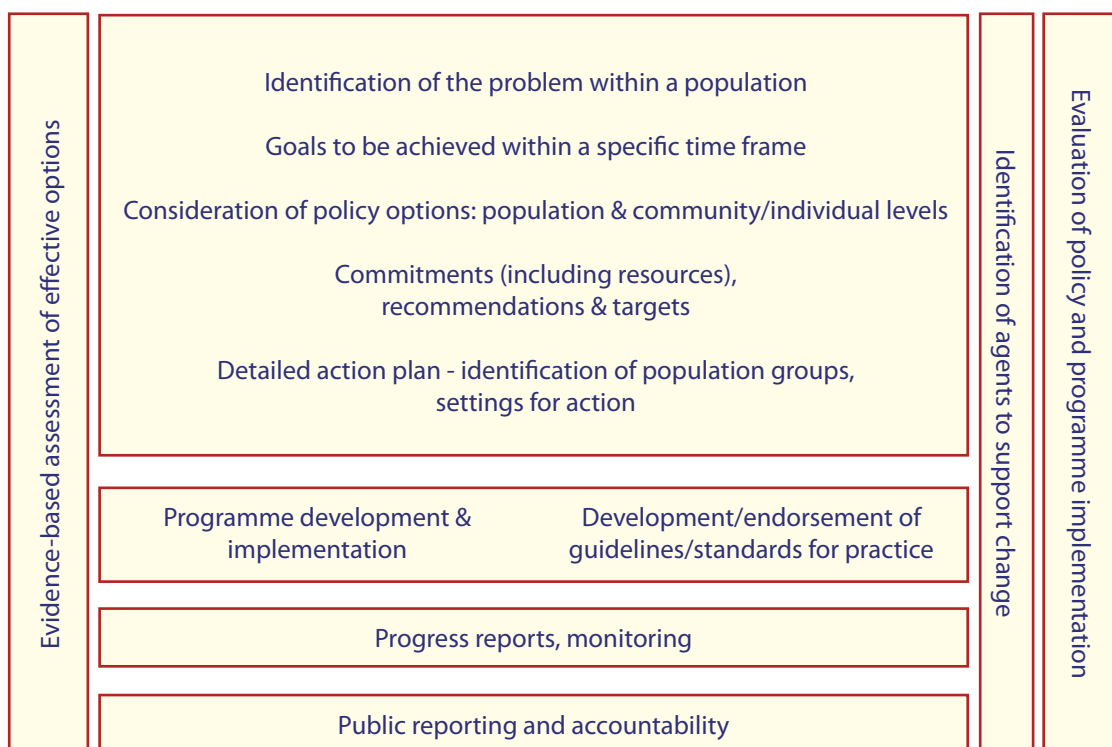 Evidence-based assessment of effective options
Identification of the problem within a population
Goals to be achieved within a specific time frame
Consideration of policy options: population & community/individual levels
Commitments (including resources),
recommendations & targets
Detailed action plan - identification of population groups,
settings for action
Programme development &
implementation
Development/endorsement of
guidelines/standards for practice
Progress reports, monitoring
Public reporting and accountability
Identification of agents to support change
Evaluation of policy and programme implementation